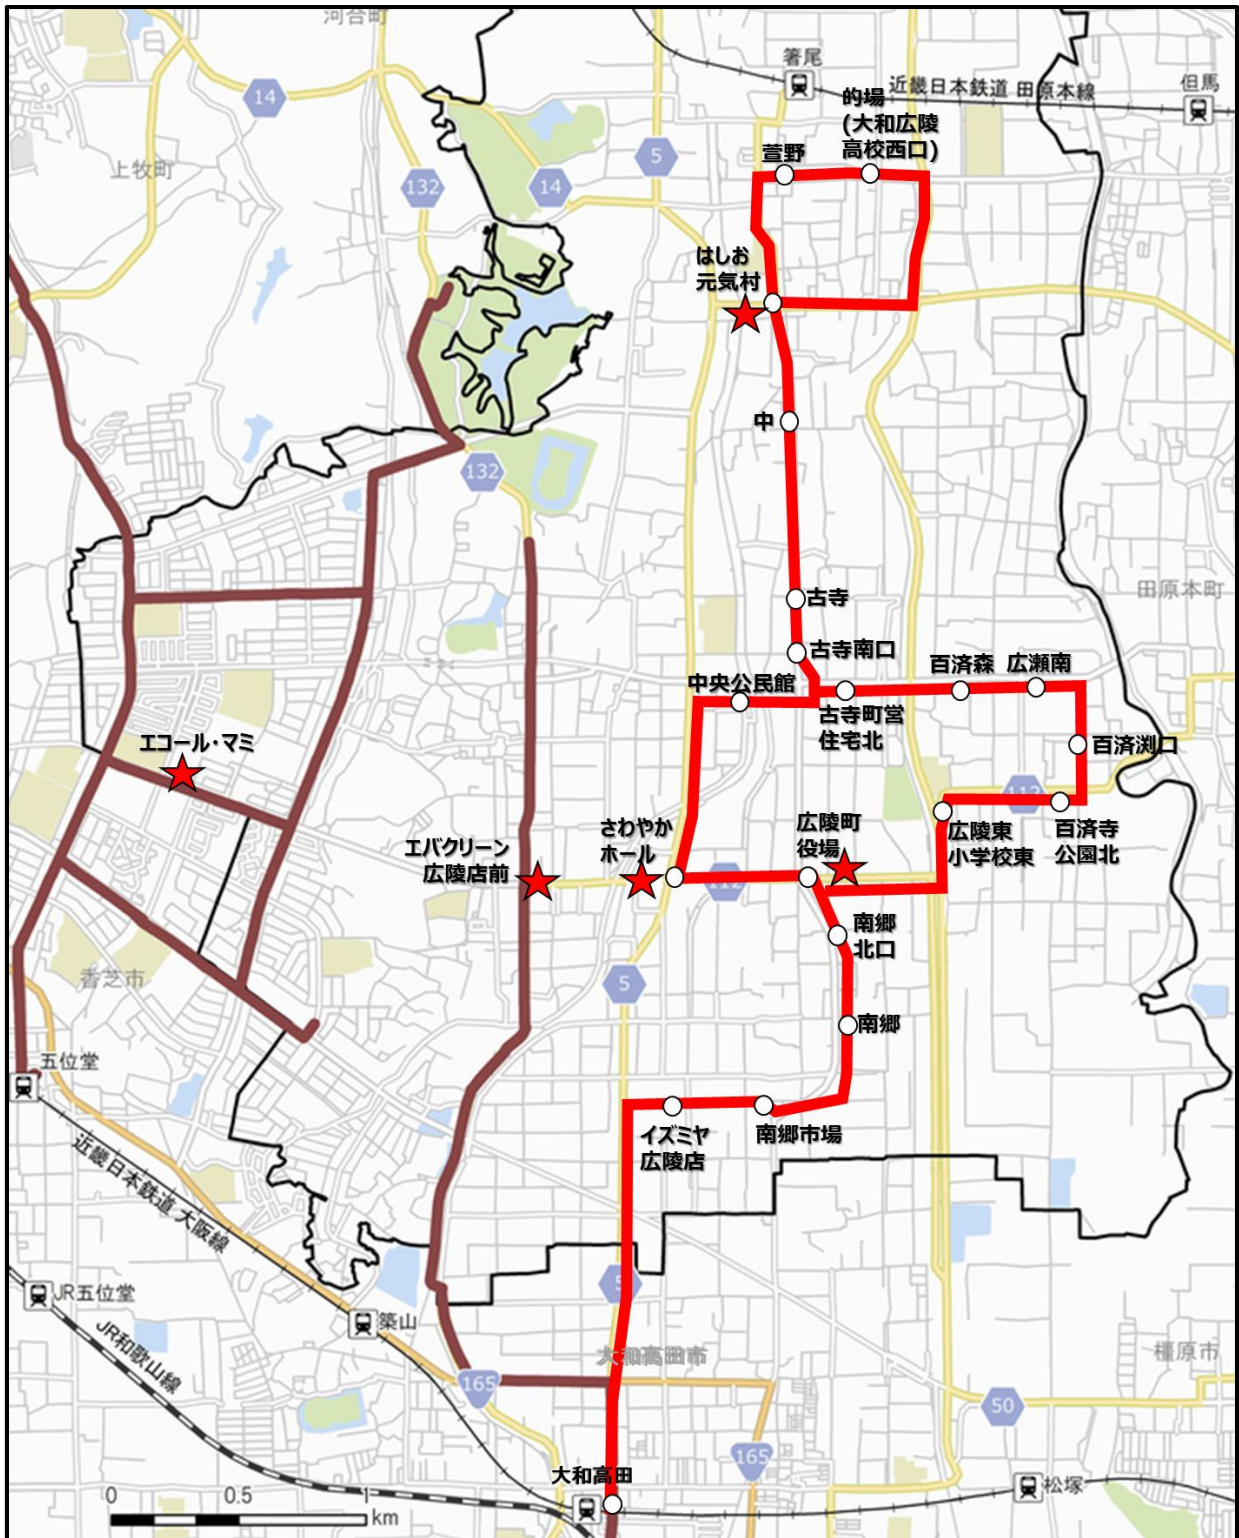 河合町
箸尾
近畿日本鉄道 田原本線
但馬
14
的場
(大和広陵
高校西口)
5
萱野
上牧町
132
14
はしお
元気村
中
132
古寺
田原本町
古寺南口
百済森
広瀬南
中央公民館
古寺町営
住宅北
エコール・マミ
百済渕口
112
さわやか
ホール
広陵町
役場
広陵東
小学校東
百済寺
公園北
エバクリーン
広陵店前
112
南郷
北口
香芝市
5
南郷
五位堂
イズミヤ
広陵店
南郷市場
近畿日本鉄道 大阪線
JR五位堂
5
築山
JR和歌山線
大和高田市
橿原市
165
50
165
大和高田
松塚
0
0.5
1
km